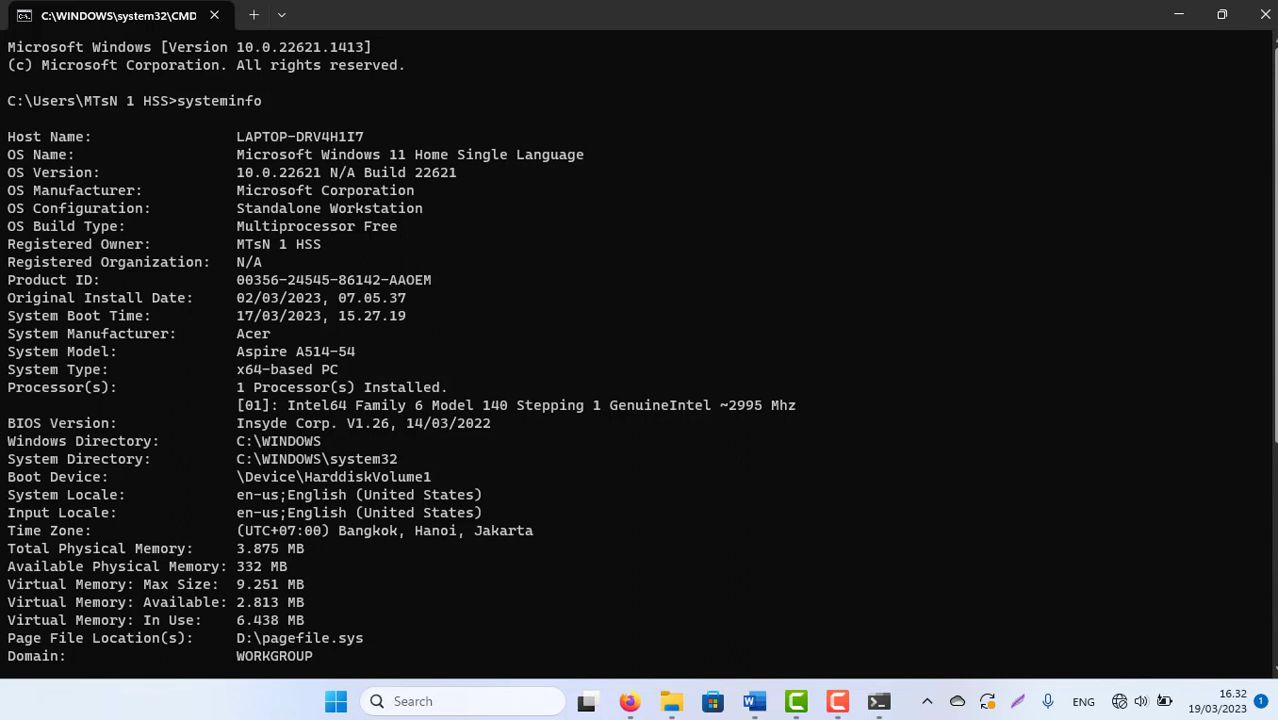 C:\WINDOWS\system32\CMD
Microsoft Windows [Version 10.0.22621.1413]
(c) Microsoft Corporation. All rights reserved.
C:\Users\MTsN 1 HSS>systeminfo
Host Name: LAPTOP-DRV4H1I7
OS Name: Microsoft Windows 11 Home Single Language
OS Version: 10.0.22621 N/A Build 22621
OS Manufacturer: Microsoft Corporation
OS Configuration: Standalone Workstation
OS Build Type: Multiprocessor Free
Registered Owner: MTsN 1 HSS
Registered Organization: N/A
Product ID: 00356-24545-86142-AAOEM
Original Install Date: 02/03/2023, 07.05.37
System Boot Time: 17/03/2023, 15.27.19
System Manufacturer: Acer
System Model: Aspire A514-54
System Type: x64-based PC
Processor(s): 1 Processor(s) Installed.
[01]: Intel64 Family 6 Model 140 Stepping 1 GenuineIntel ~2995 Mhz
BIOS Version: Insyde Corp. V1.26, 14/03/2022
Windows Directory: C:\WINDOWS
System Directory: C:\WINDOWS\system32
Boot Device: \Device\HarddiskVolume1
System Locale: en-us;English (United States)
Input Locale: en-us;English (United States)
Time Zone: (UTC+07:00) Bangkok, Hanoi, Jakarta
Total Physical Memory: 3.875 MB
Available Physical Memory: 332 MB
Virtual Memory: Max Size: 9.251 MB
Virtual Memory: Available: 2.813 MB
Virtual Memory: In Use: 6.438 MB
Page File Location(s): D:\pagefile.sys
Domain: WORKGROUP
Search
ENG
16.32
19/03/2023
1